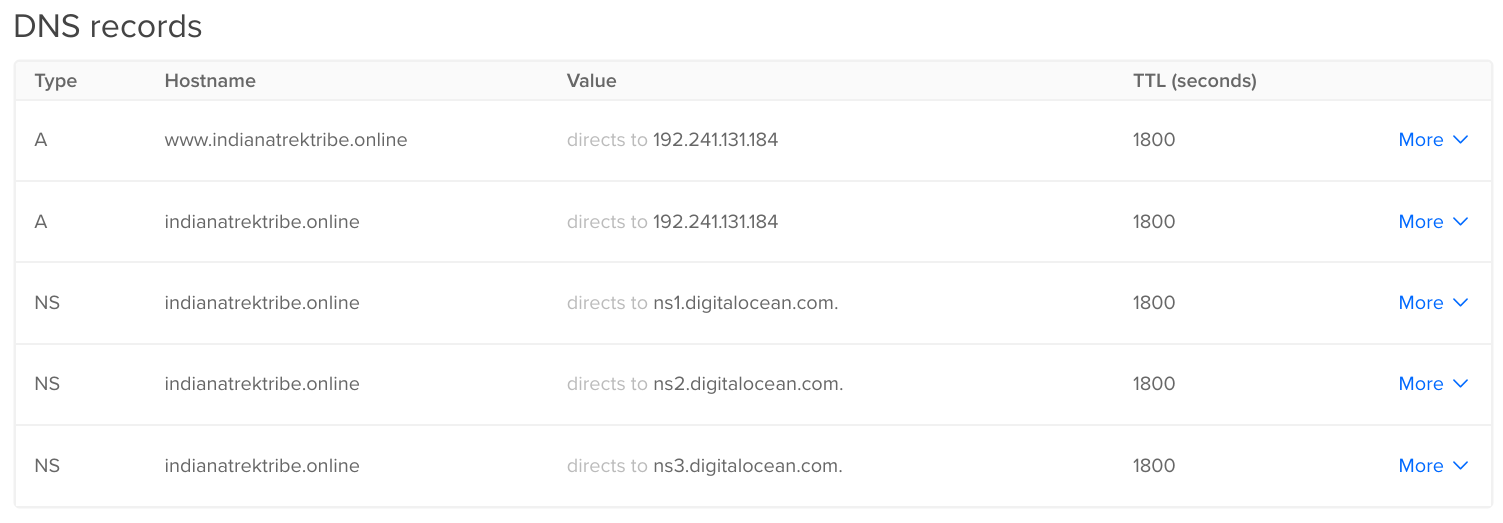 DNS records
Type Hostname Value TTL (seconds)
A www.indianatrektribe.online directs to 192.241.131.184 1800 More
A indianatrektribe.online directs to 192.241.131.184 1800 More
NS indianatrektribe.online directs to ns1.digitalocean.com. 1800 More
NS indianatrektribe.online directs to ns2.digitalocean.com. 1800 More
NS indianatrektribe.online directs to ns3.digitalocean.com. 1800 More